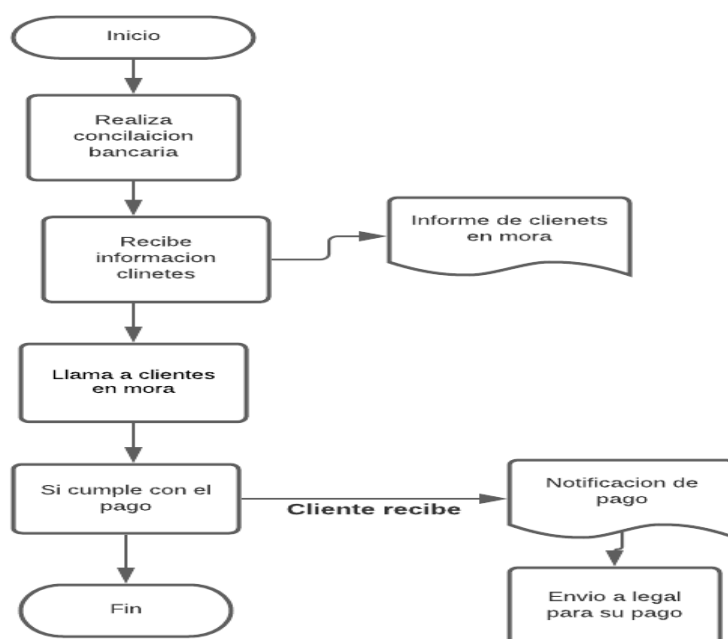 Inicio
Realiza
concilaicion
bancaria
Recibe
informacion
clinetes
Informe de clienets
en mora
Llama a clientes
en mora
Si cumple con el
pago
Cliente recibe
Notificacion de
pago
Fin
Envio a legal
para su pago